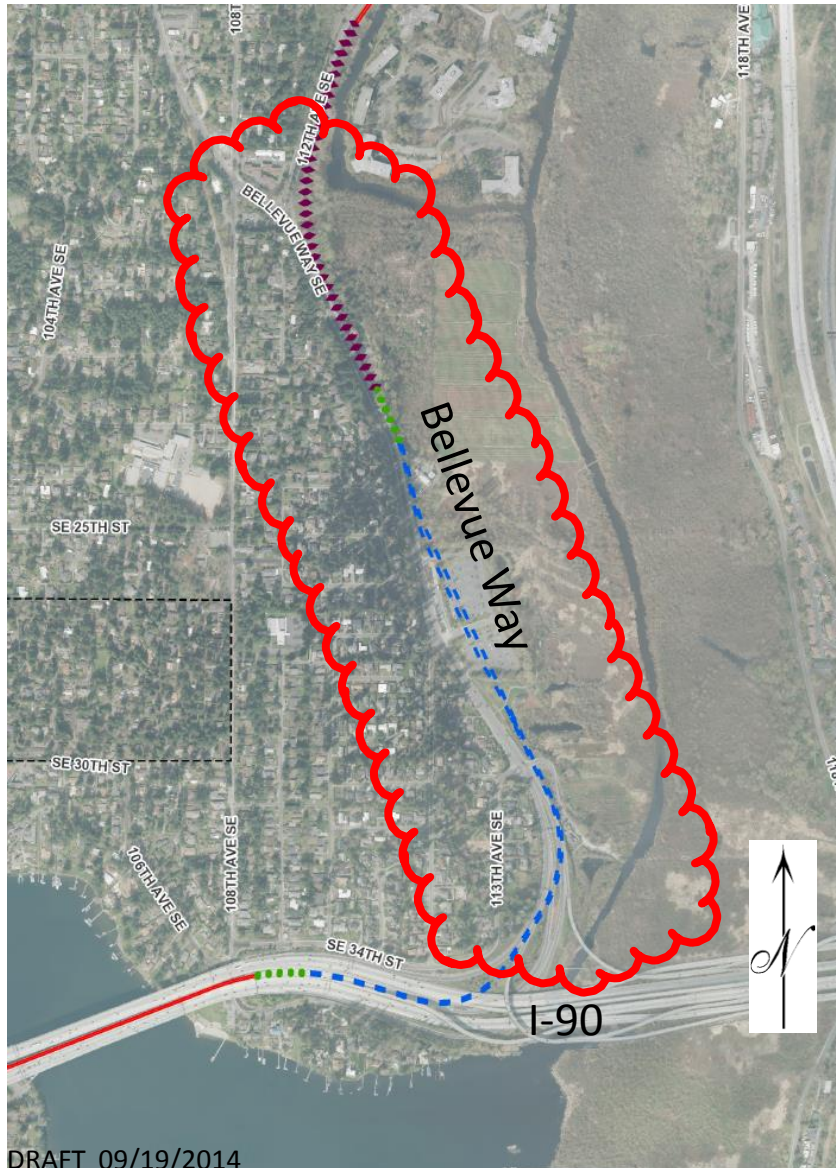 108T
118TH AVE SE
112TH AVE SE
BELLEVUE WAY SE
104TH AVE SE
Bellevue Way
SE 25TH ST
SE 30TH ST
106TH AVE SE
108TH AVE SE
113TH AVE SE
SE 34TH ST
N
I-90
DRAFT 09/19/2014